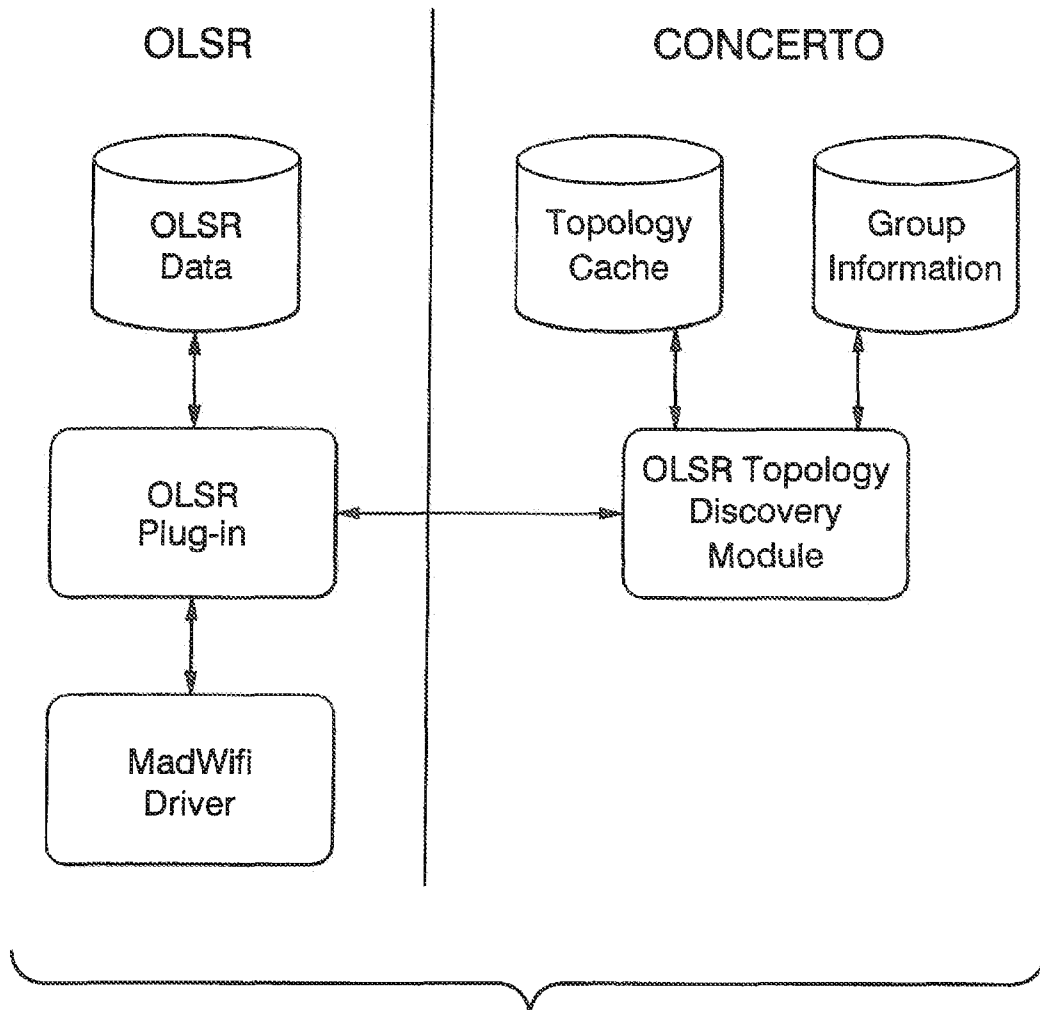 OLSR
CONCERTO
OLSR
Data
Topology
Cache
Group
Information
OLSR
Plug-in
OLSR Topology
Discovery
Module
MadWifi
Driver